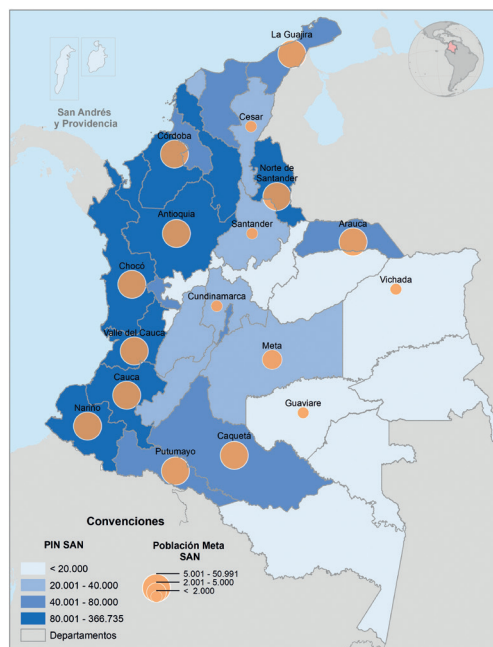 La Guajira
San Andrés
y Providencia
Cesar
Córdoba
Norte de
Santander
Antioquia
Santander
Arauca
Chocó
Vichada
Cundinamarca
Valle del Cauca
Meta
Cauca
Guaviare
Nariño
Caquetá
Putumayo
Convenciones
PIN SAN
< 20.000
20.001 - 40.000
40.001 - 80.000
80.001 - 366.735
Departamentos
Población Meta
SAN
5.001 - 50.991
2.001 - 5.000
< 2.000